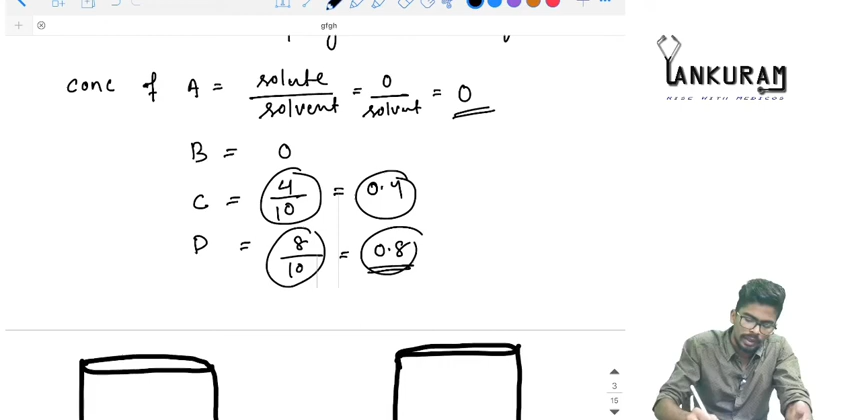 gfgh
conc of A = solute / solvent = 0 / solvent = 0
B = 0
C = 4 / 10 = 0.4
D = 8 / 10 = 0.8
YANKURAM
RISE WITH MEDICOS
3
15